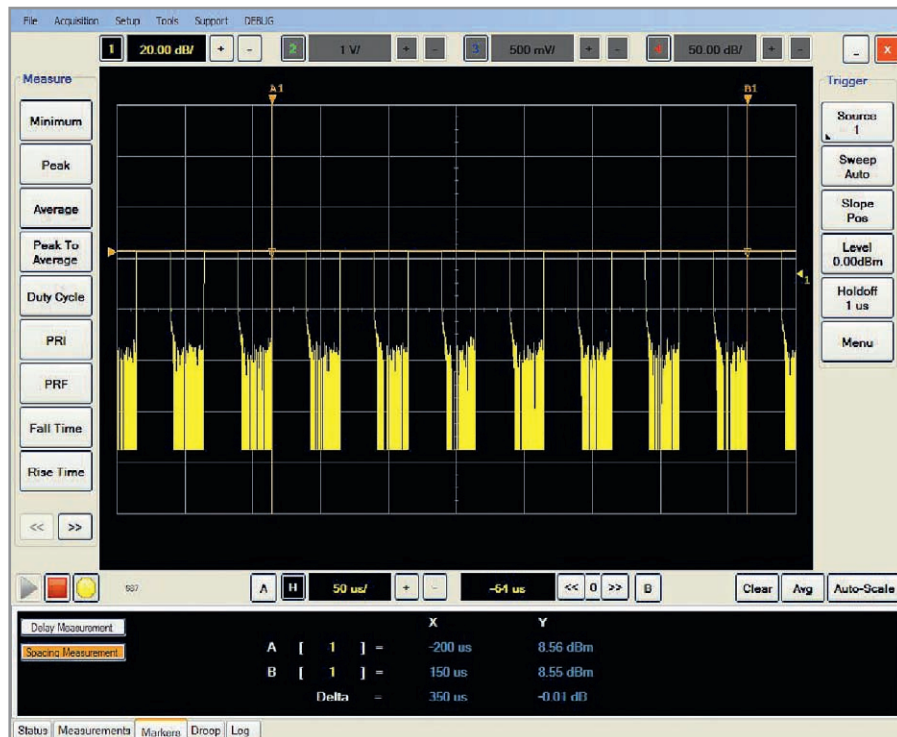 File Acquisition Setup Tools Support DEBUG
1 20.00 dB/ + - 2 1 V/ + - 3 500 mV/ + - 50.00 dB/ + - _ X
Measure
Trigger
A1 B1
Minimum
Peak
Average
Peak To
Average
Duty Cycle
PRI
PRF
Fall Time
Rise Time
<< >>
Source
1
Sweep
Auto
Slope
Pos
Level
0.00dBm
Holdoff
1 us
Menu
1
A H 50 us/ + - -64 us << 0 >> B Clear Avg Auto-Scale
Delay Measurement
Spacing Measurement
X Y
A [ 1 ] = -200 us 8.56 dBm
B [ 1 ] = 150 us 8.55 dBm
Delta = 350 us -0.01 dB
Status Measurements Markers Droop Log